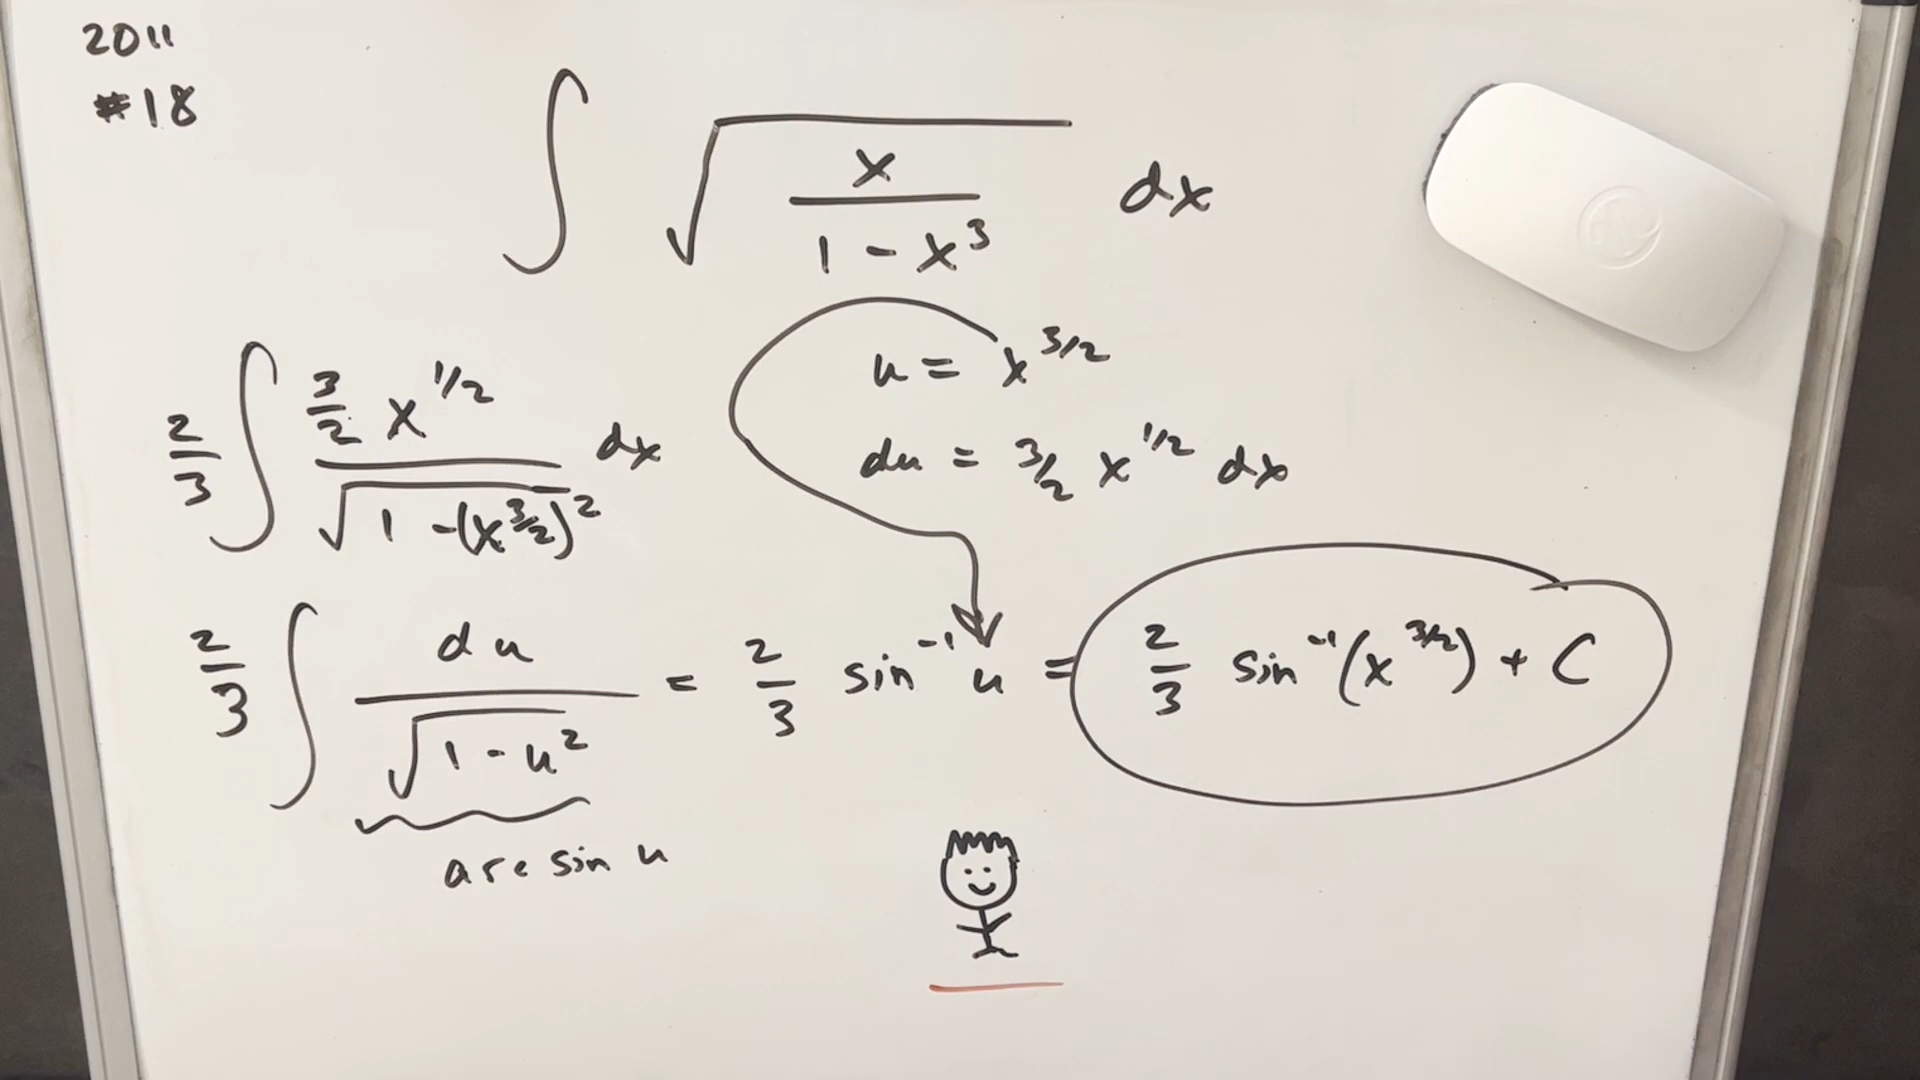 2011
#18
∫ √(x / (1 - x³)) dx
u = x^(3/2)
du = 3/2 x^(1/2) dx
2/3 ∫ (3/2 x^(1/2)) / √(1 - (x^(3/2))²) dx
2/3 ∫ du / √(1 - u²) = 2/3 sin⁻¹ u = 2/3 sin⁻¹(x^(3/2)) + C
arc sin u